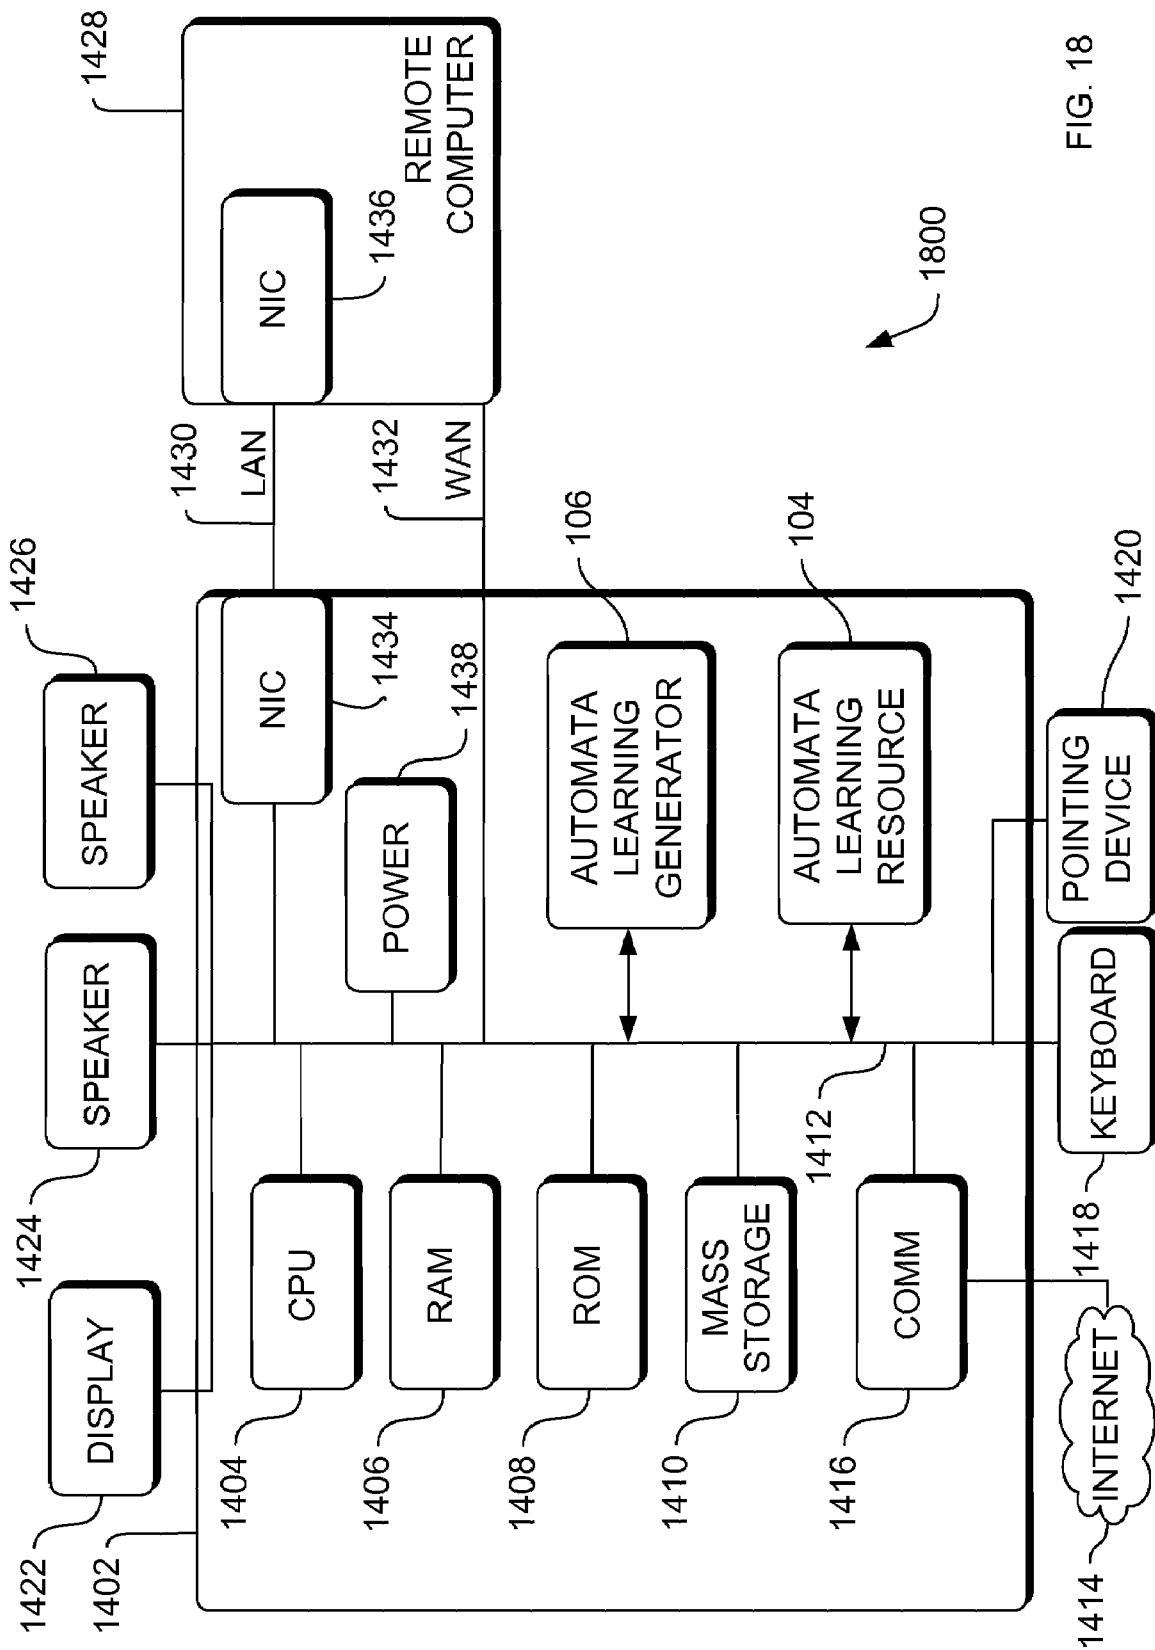 1422
DISPLAY
1424
SPEAKER
SPEAKER
1426
1402
1404
CPU
1406
RAM
1408
ROM
1410
MASS
STORAGE
1416
COMM
1412
NIC
1434
POWER
1438
AUTOMATA
LEARNING
GENERATOR
106
AUTOMATA
LEARNING
RESOURCE
104
1430
LAN
1432
WAN
1428
NIC
1436
REMOTE
COMPUTER
1414
INTERNET
1418
KEYBOARD
POINTING
DEVICE
1420
1800
FIG. 18